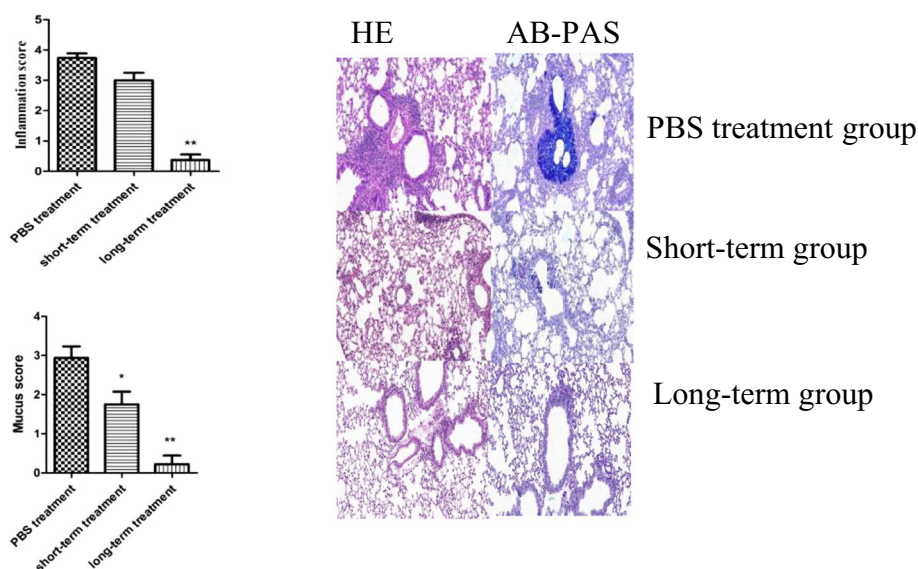 5
4
3
2
1
0
Inflammation score
**
PBS treatment
short-term treatment
long-term treatment
4
3
2
1
0
Mucus score
*
**
PBS treatment
short-term treatment
long-term treatment
HE AB-PAS
PBS treatment group
Short-term group
Long-term group